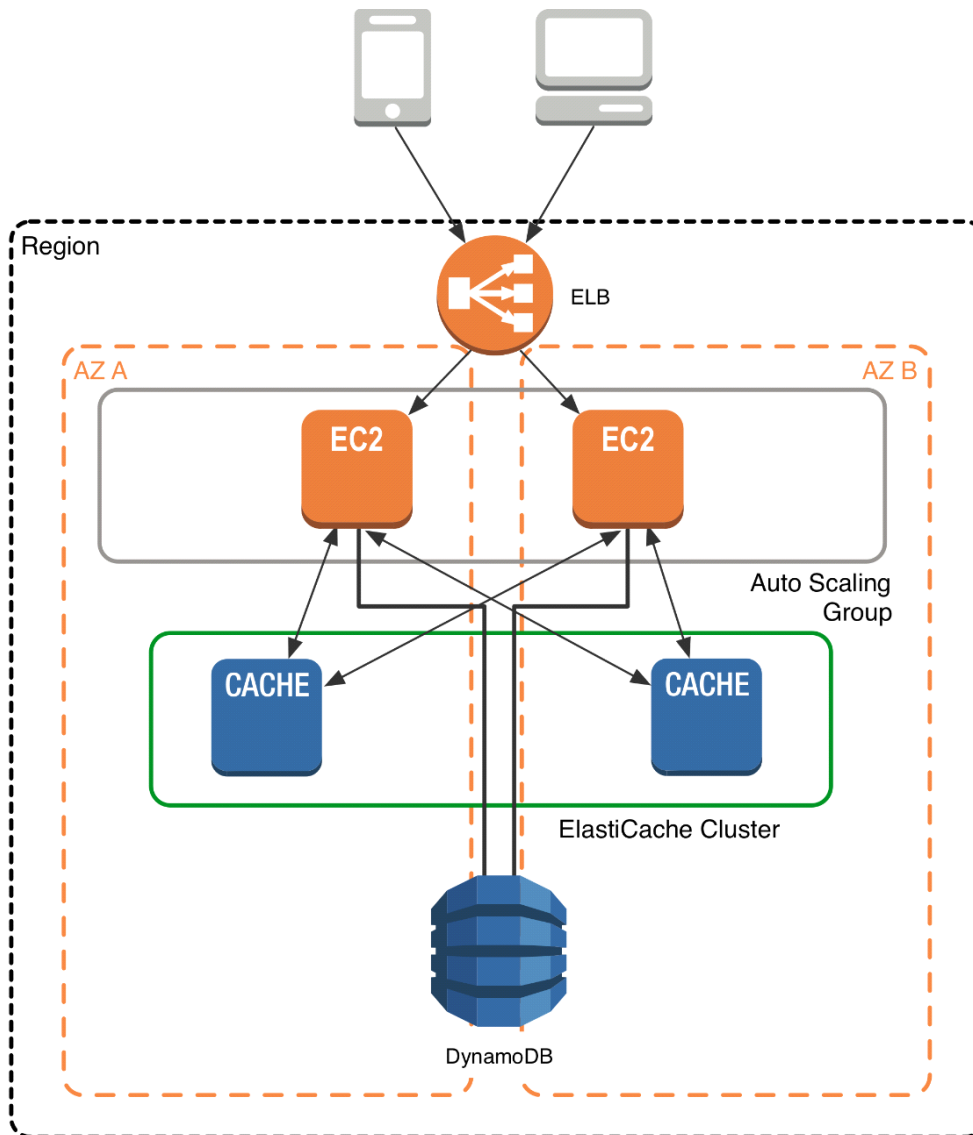 Region
ELB
AZ A
AZ B
EC2
EC2
Auto Scaling
Group
CACHE
CACHE
ElastiCache Cluster
DynamoDB